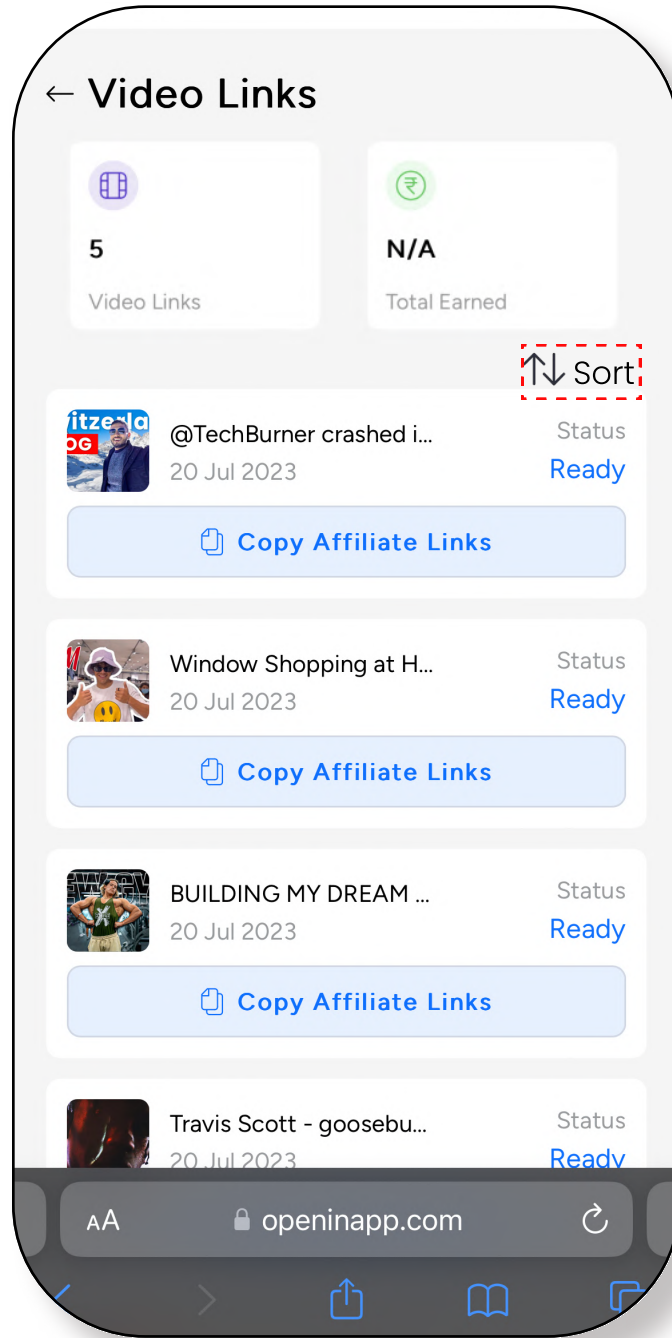 ← Video Links
5
Video Links
N/A
Total Earned
↑↓ Sort
itzerla
OG
@TechBurner crashed i...
20 Jul 2023
Status
Ready
Copy Affiliate Links
Window Shopping at H...
20 Jul 2023
Status
Ready
Copy Affiliate Links
BUILDING MY DREAM ...
20 Jul 2023
Status
Ready
Copy Affiliate Links
Travis Scott - goosebu...
20 Jul 2023
Status
Ready
AA
openinapp.com